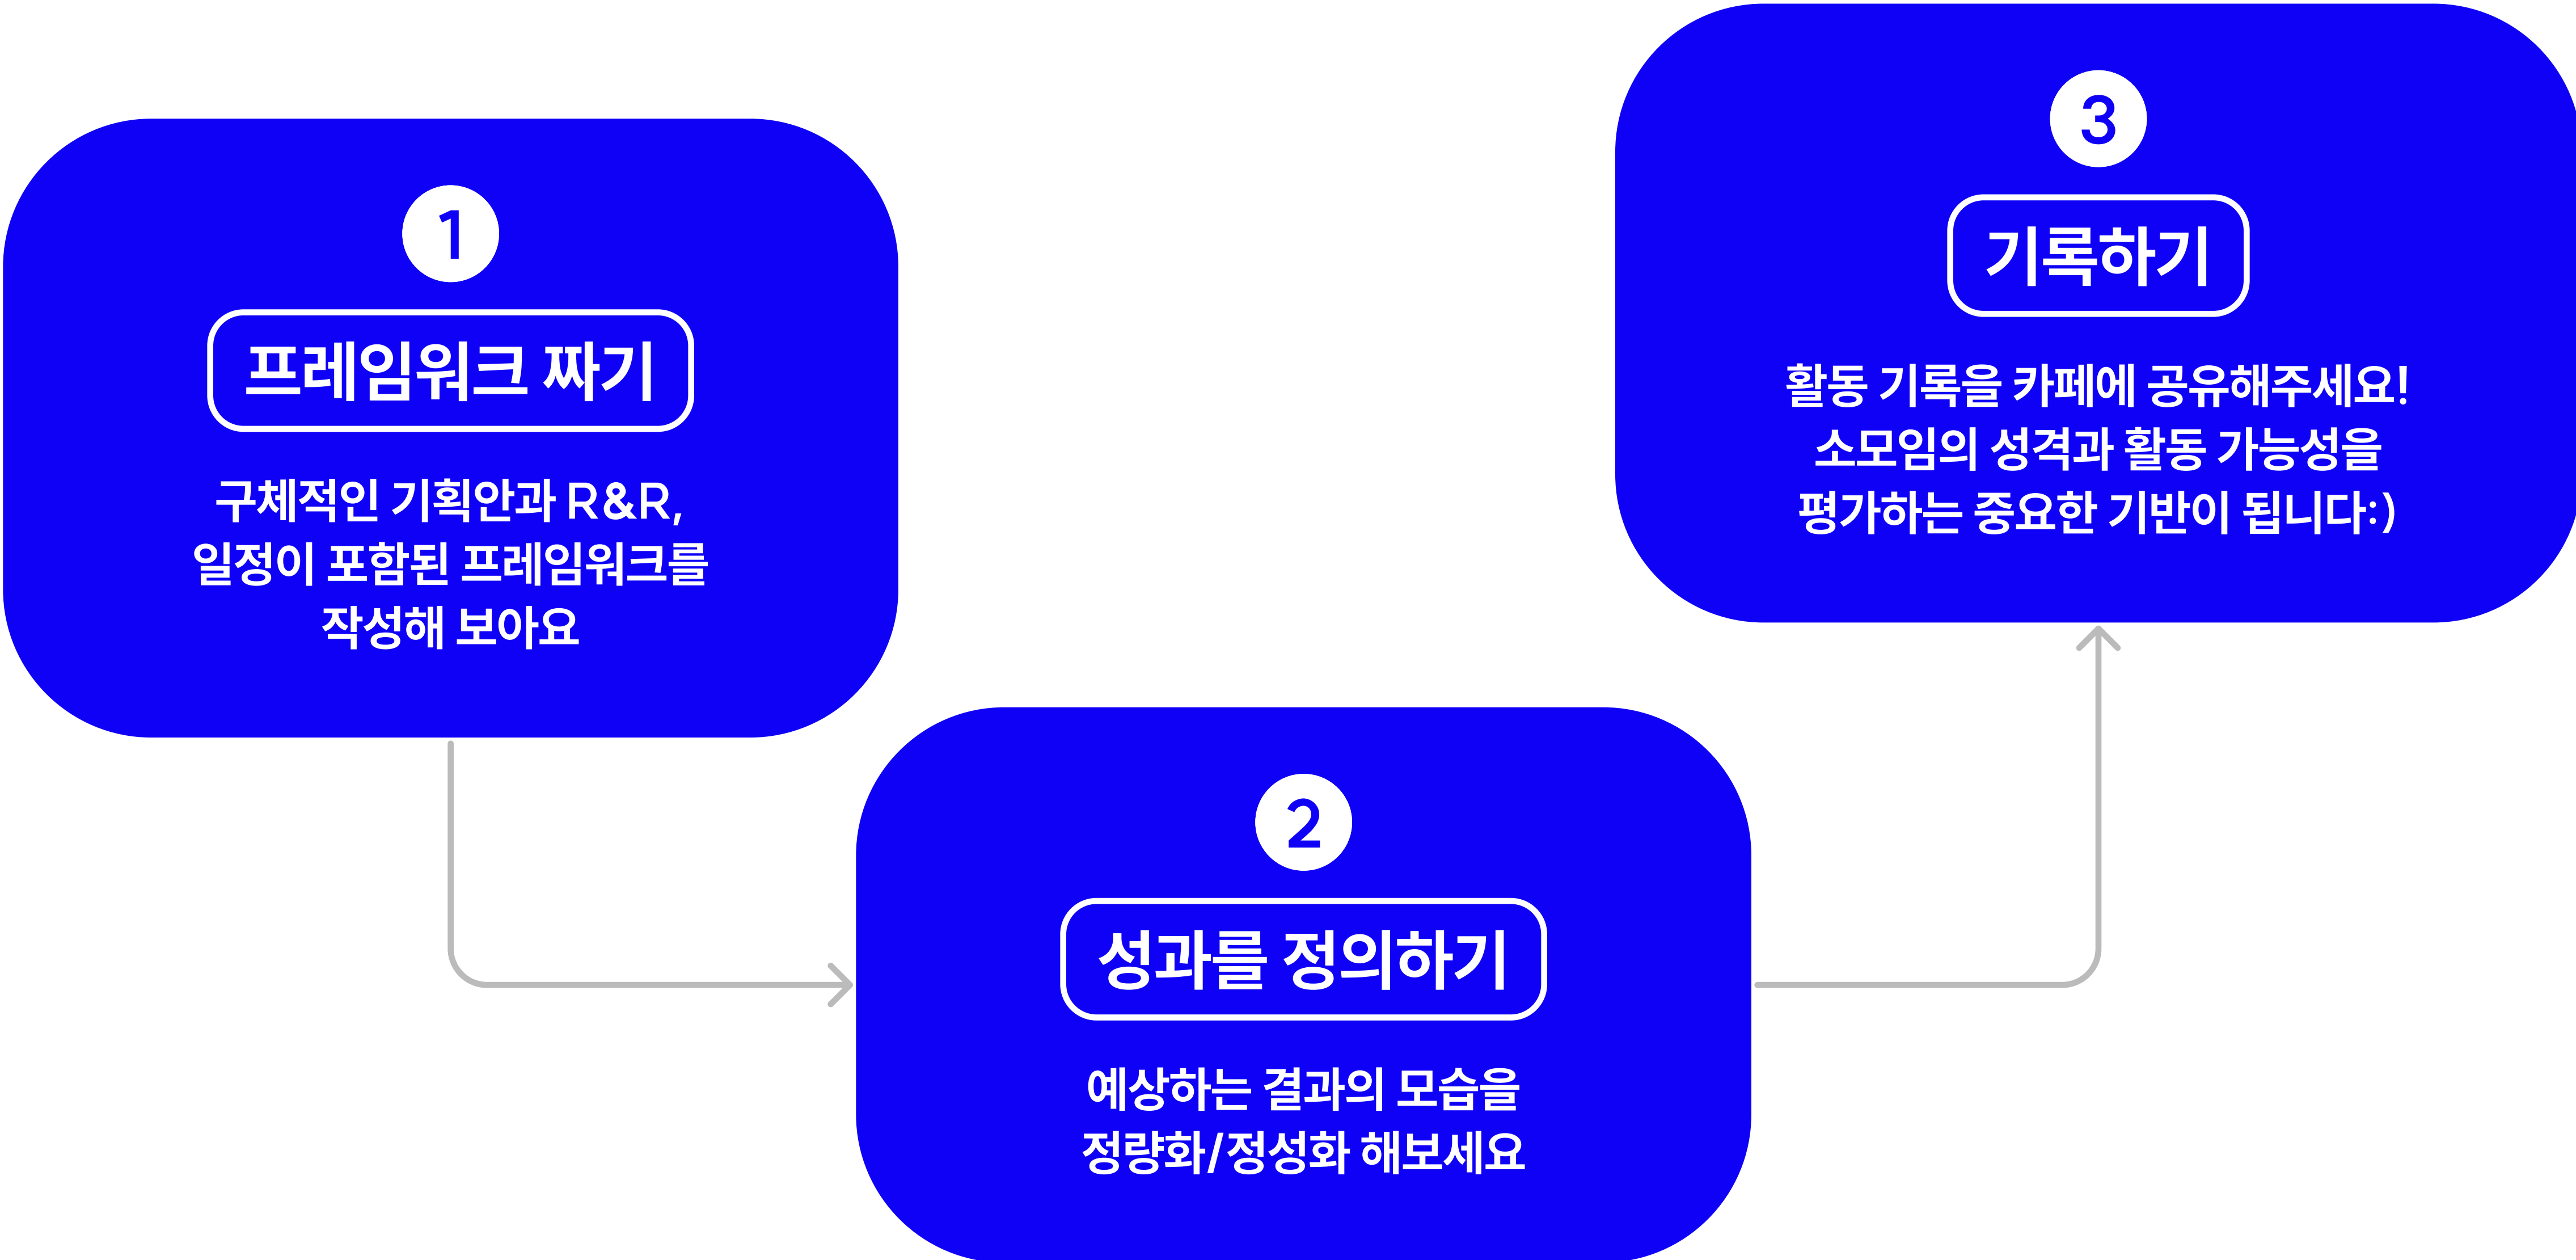 1
프레임워크 짜기
구체적인 기획안과 R&R,
일정이 포함된 프레임워크를
작성해 보아요
2
성과를 정의하기
예상하는 결과의 모습을
정량화/정성화 해보세요
3
기록하기
활동 기록을 카페에 공유해주세요!
소모임의 성격과 활동 가능성을
평가하는 중요한 기반이 됩니다:)